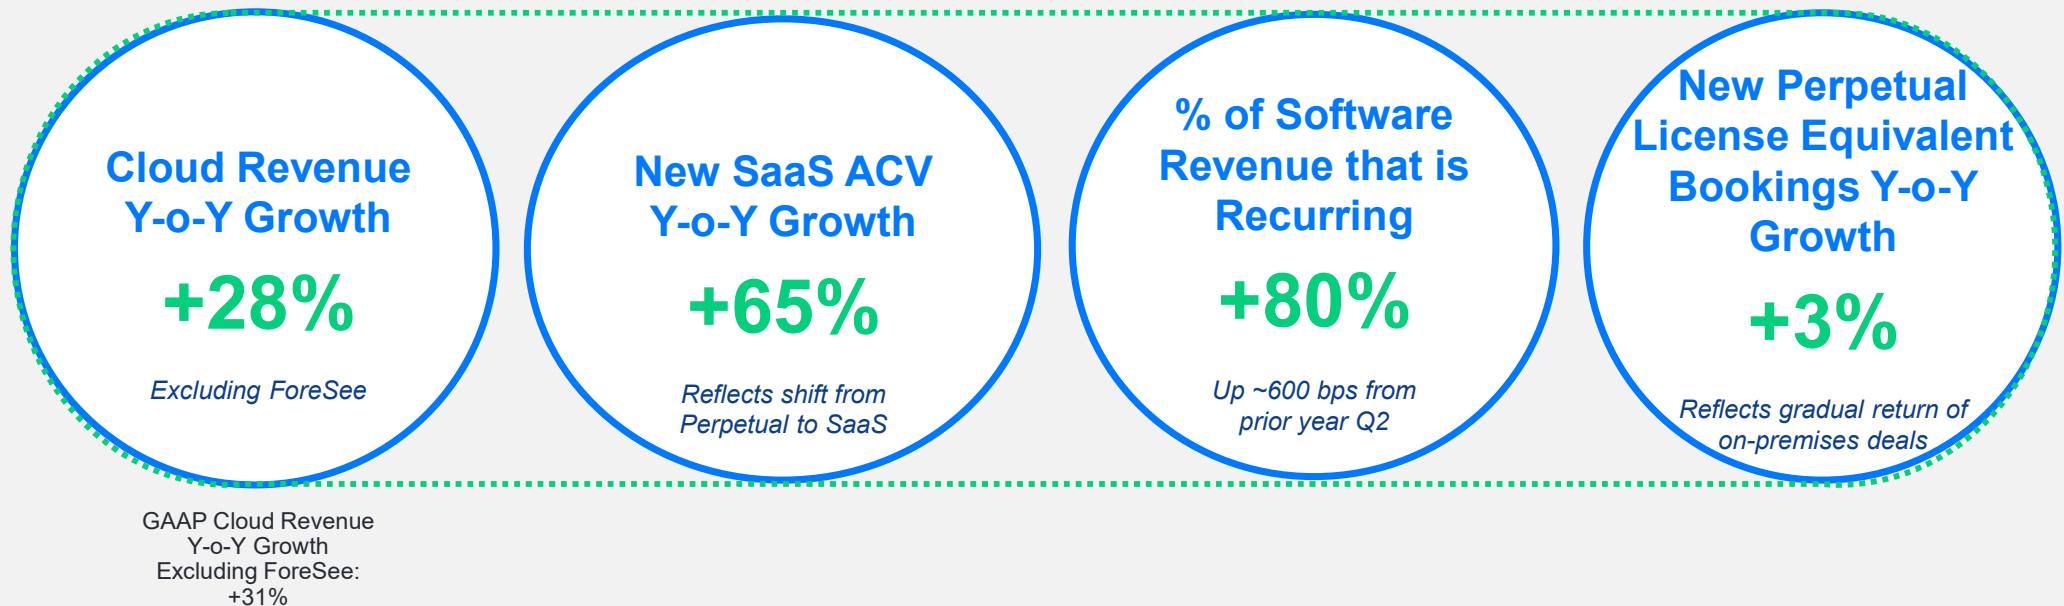 Cloud Revenue
Y-o-Y Growth
+28%
Excluding ForeSee
New SaaS ACV
Y-o-Y Growth
+65%
Reflects shift from
Perpetual to SaaS
% of Software
Revenue that is
Recurring
+80%
Up ~600 bps from
prior year Q2
New Perpetual
License Equivalent
Bookings Y-o-Y
Growth
+3%
Reflects gradual return of
on-premises deals
GAAP Cloud Revenue
Y-o-Y Growth
Excluding ForeSee:
+31%